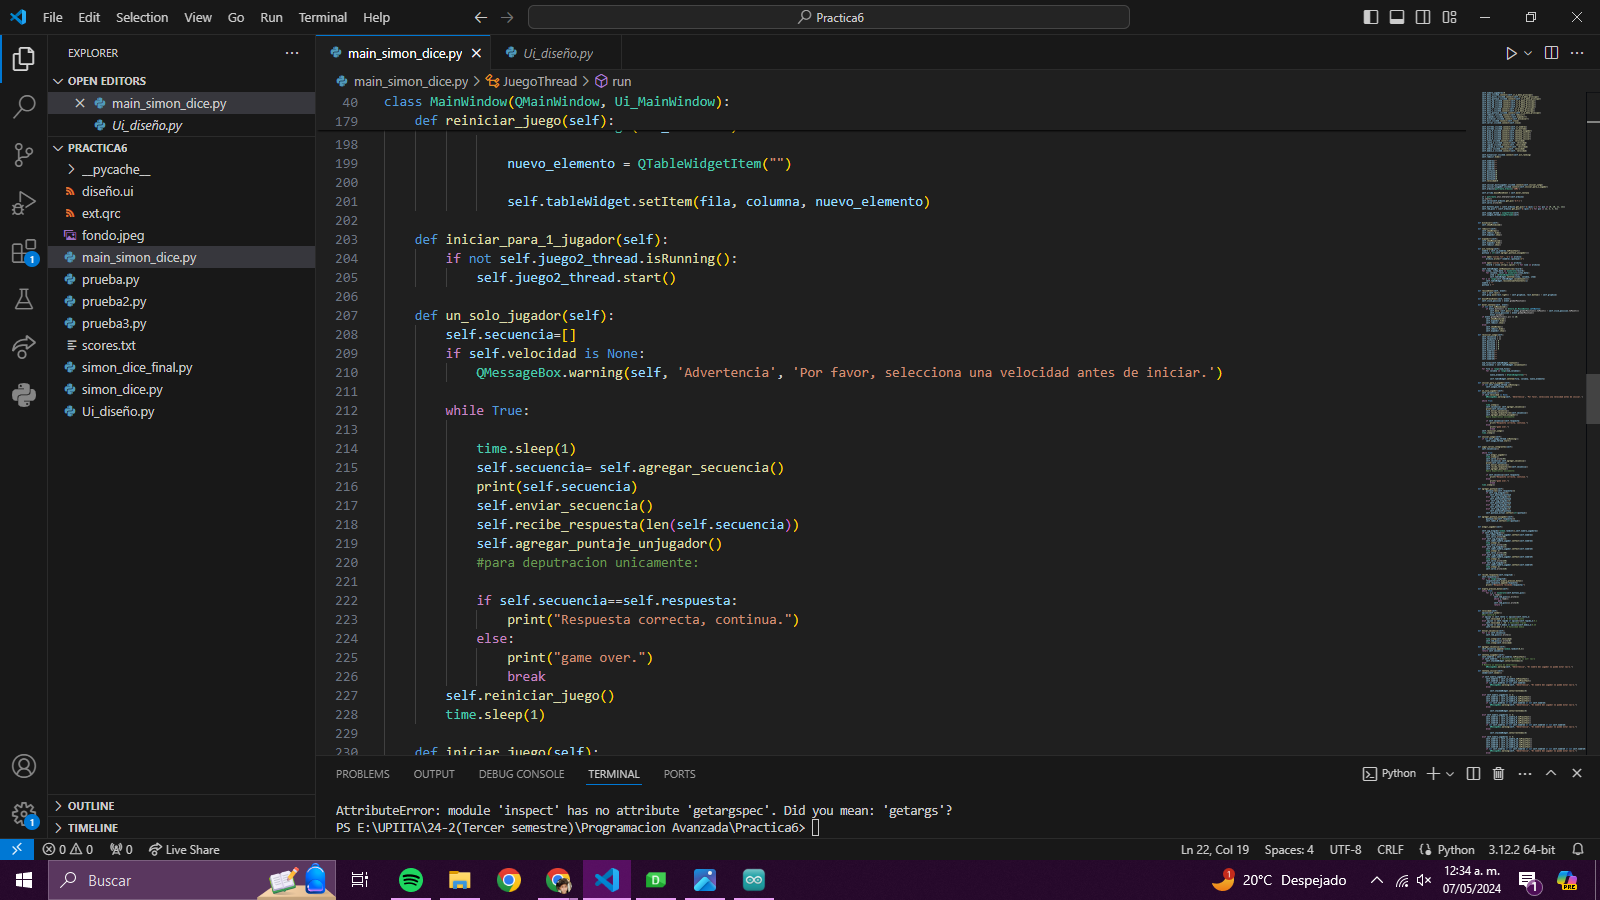 File Edit Selection View Go Run Terminal Help
Practica6
EXPLORER
OPEN EDITORS
main_simon_dice.py
Ui_diseño.py
PRACTICA6
__pycache__
diseño.ui
ext.qrc
fondo.jpeg
main_simon_dice.py
prueba.py
prueba2.py
prueba3.py
scores.txt
simon_dice_final.py
simon_dice.py
Ui_diseño.py
OUTLINE
TIMELINE
main_simon_dice.py Ui_diseño.py
main_simon_dice.py > JuegoThread > run
40 class MainWindow(QMainWindow, Ui_MainWindow):
179 def reiniciar_juego(self):
198
199 nuevo_elemento = QTableWidgetItem("")
200
201 self.tableWidget.setItem(fila, columna, nuevo_elemento)
202
203 def iniciar_para_1_jugador(self):
204 if not self.juego2_thread.isRunning():
205 self.juego2_thread.start()
206
207 def un_solo_jugador(self):
208 self.secuencia=[]
209 if self.velocidad is None:
210 QMessageBox.warning(self, 'Advertencia', 'Por favor, selecciona una velocidad antes de iniciar.')
211
212 while True:
213
214 time.sleep(1)
215 self.secuencia= self.agregar_secuencia()
216 print(self.secuencia)
217 self.enviar_secuencia()
218 self.recibe_respuesta(len(self.secuencia))
219 self.agregar_puntaje_unjugador()
220 #para deputracion unicamente:
221
222 if self.secuencia==self.respuesta:
223 print("Respuesta correcta, continua.")
224 else:
225 print("game over.")
226 break
227 self.reiniciar_juego()
228 time.sleep(1)
229
230 def iniciar_juego(self):
PROBLEMS OUTPUT DEBUG CONSOLE TERMINAL PORTS
Python
AttributeError: module 'inspect' has no attribute 'getargspec'. Did you mean: 'getargs'?
PS E:\UPIITA\24-2(Tercer semestre)\Programacion Avanzada\Practica6>
0 0 0 Live Share
Ln 22, Col 19 Spaces: 4 UTF-8 CRLF Python 3.12.2 64-bit
Buscar
20°C Despejado
12:34 a. m.
07/05/2024